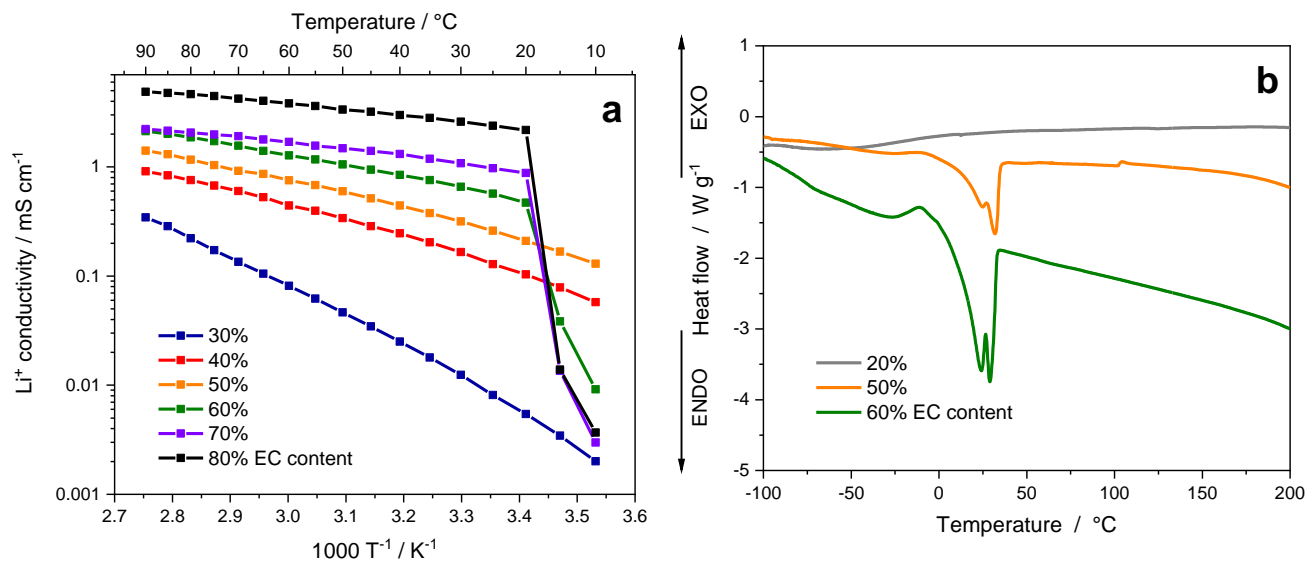 Temperature / °C
90 80 70 60 50 40 30 20 10
a
Li⁺ conductivity / mS cm⁻¹
1
0.1
0.01
0.001
30%
40%
50%
60%
70%
80% EC content
2.7 2.8 2.9 3.0 3.1 3.2 3.3 3.4 3.5 3.6
1000 T⁻¹ / K⁻¹
b
EXO
Heat flow / W g⁻¹
ENDO
1
0
-1
-2
-3
-4
-5
20%
50%
60% EC content
-100 -50 0 50 100 150 200
Temperature / °C